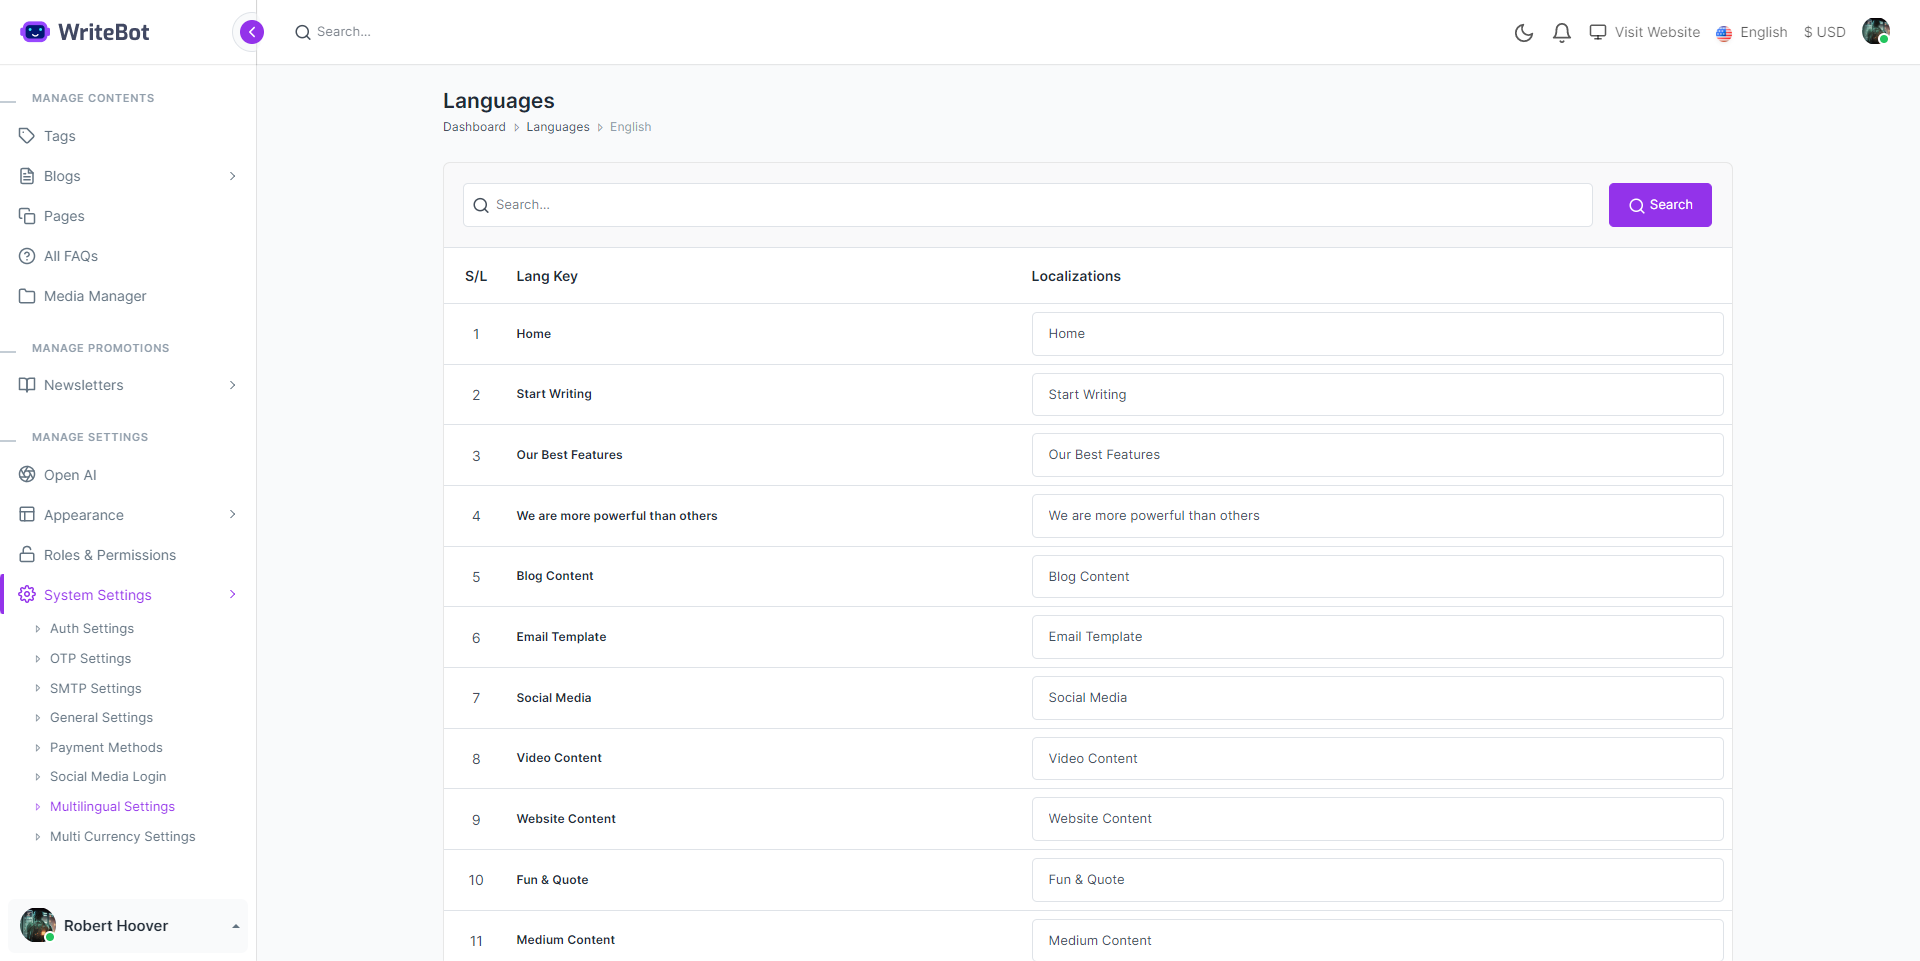 WriteBot
Search...
Visit Website
English
$ USD
MANAGE CONTENTS
Tags
Blogs
Pages
All FAQs
Media Manager
MANAGE PROMOTIONS
Newsletters
MANAGE SETTINGS
Open AI
Appearance
Roles & Permissions
System Settings
Auth Settings
OTP Settings
SMTP Settings
General Settings
Payment Methods
Social Media Login
Multilingual Settings
Multi Currency Settings
Robert Hoover
Languages
Dashboard Languages English
Search...
Search
S/L Lang Key Localizations
1 Home Home
2 Start Writing Start Writing
3 Our Best Features Our Best Features
4 We are more powerful than others We are more powerful than others
5 Blog Content Blog Content
6 Email Template Email Template
7 Social Media Social Media
8 Video Content Video Content
9 Website Content Website Content
10 Fun & Quote Fun & Quote
11 Medium Content Medium Content